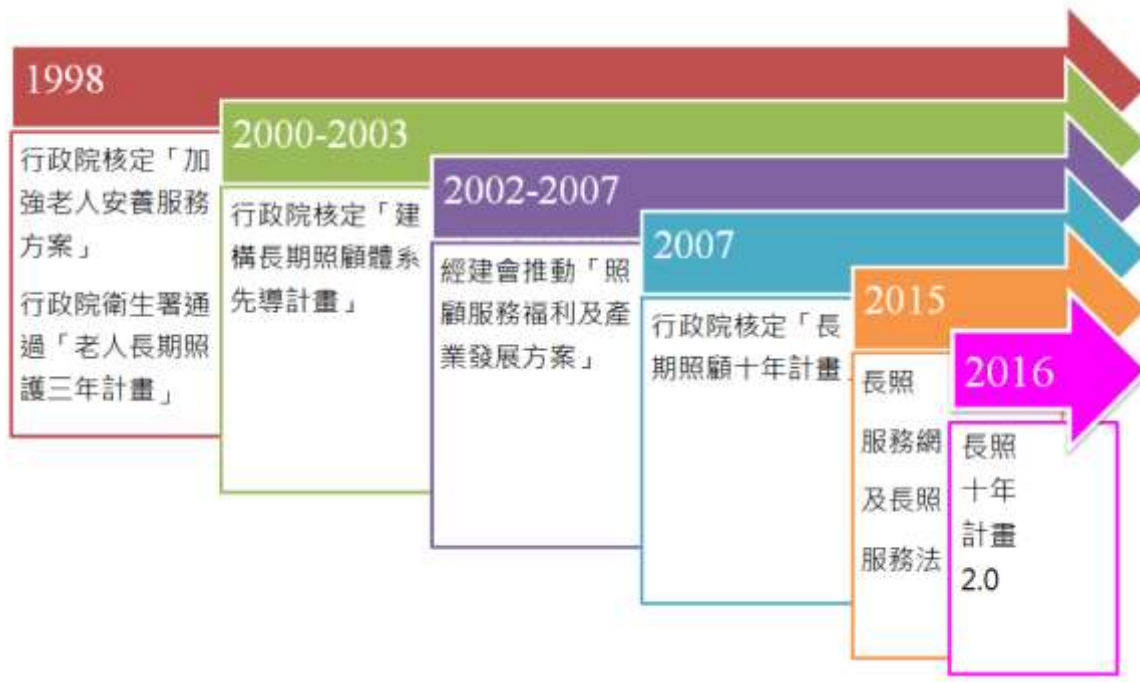 1998
行政院核定「加
強老人安養服務
方案」
行政院衛生署通
過「老人長期照
護三年計畫」
2000-2003
行政院核定「建
構長期照顧體系
先導計畫」
2002-2007
經建會推動「照
顧服務福利及產
業發展方案」
2007
行政院核定「長
期照顧十年計畫」
2015
長照
服務網
及長照
服務法
2016
長照
十年
計畫
2.0